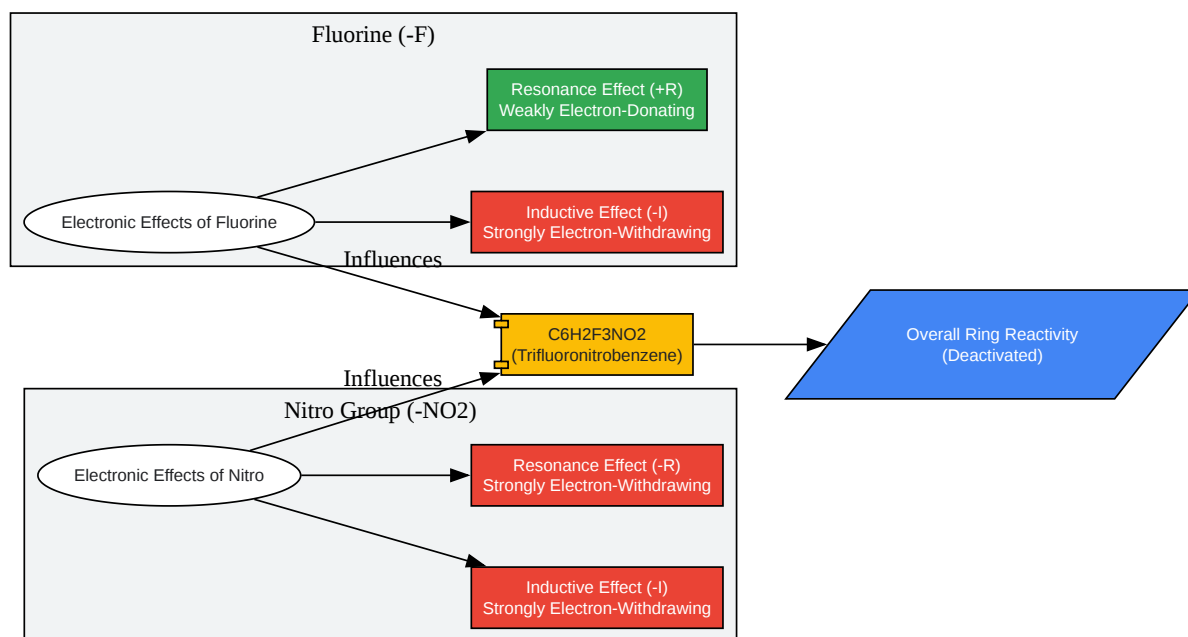 Fluorine (-F)
Resonance Effect (+R)
Weakly Electron-Donating
Electronic Effects of Fluorine
Inductive Effect (-I)
Strongly Electron-Withdrawing
Influences
C6H2F3NO2
(Trifluoronitrobenzene)
Overall Ring Reactivity
(Deactivated)
Influences
Nitro Group (-NO2)
Electronic Effects of Nitro
Resonance Effect (-R)
Strongly Electron-Withdrawing
Inductive Effect (-I)
Strongly Electron-Withdrawing